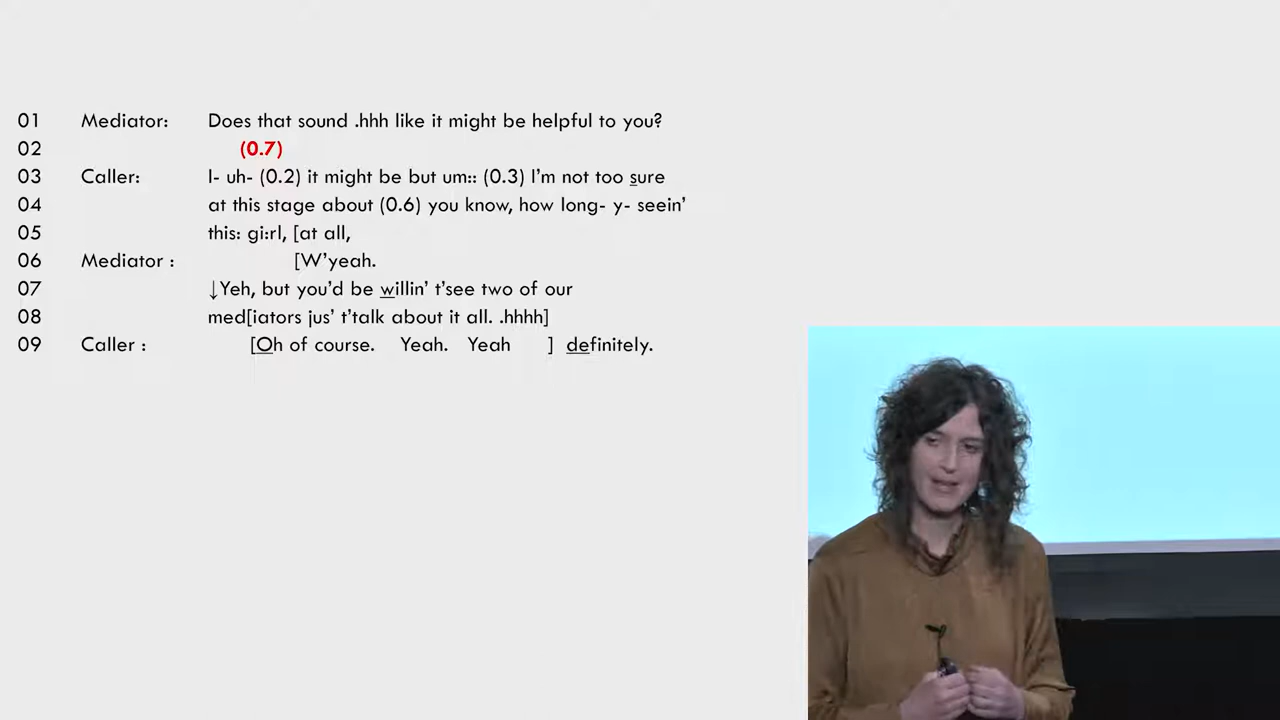 01 Mediator: Does that sound .hhh like it might be helpful to you?
02 (0.7)
03 Caller: I- uh- (0.2) it might be but um:: (0.3) I'm not too sure
04 at this stage about (0.6) you know, how long- y- seein'
05 this: gi:rl, [at all,
06 Mediator : [W'yeah.
07 ↓Yeh, but you'd be willin' t'see two of our
08 med[iators jus' t'talk about it all. .hhhh]
09 Caller : [Oh of course. Yeah. Yeah ] definitely.